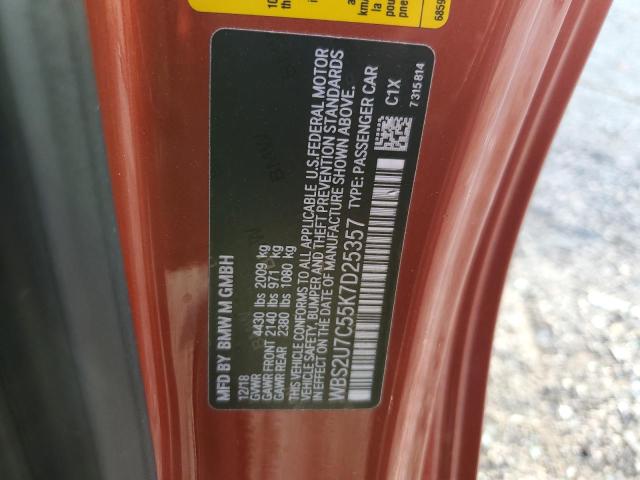 MFD BY BMW M GMBH
12/18
GVWR 4430 lbs 2009 kg
GAWR FRONT 2140 lbs 971 kg
GAWR REAR 2380 lbs 1080 kg
THIS VEHICLE CONFORMS TO ALL APPLICABLE U.S. FEDERAL MOTOR
VEHICLE SAFETY, BUMPER AND THEFT PREVENTION STANDARDS
IN EFFECT ON THE DATE OF MANUFACTURE SHOWN ABOVE.
WBS2U7C55K7D25357 TYPE: PASSENGER CAR
C1X
7 315 814